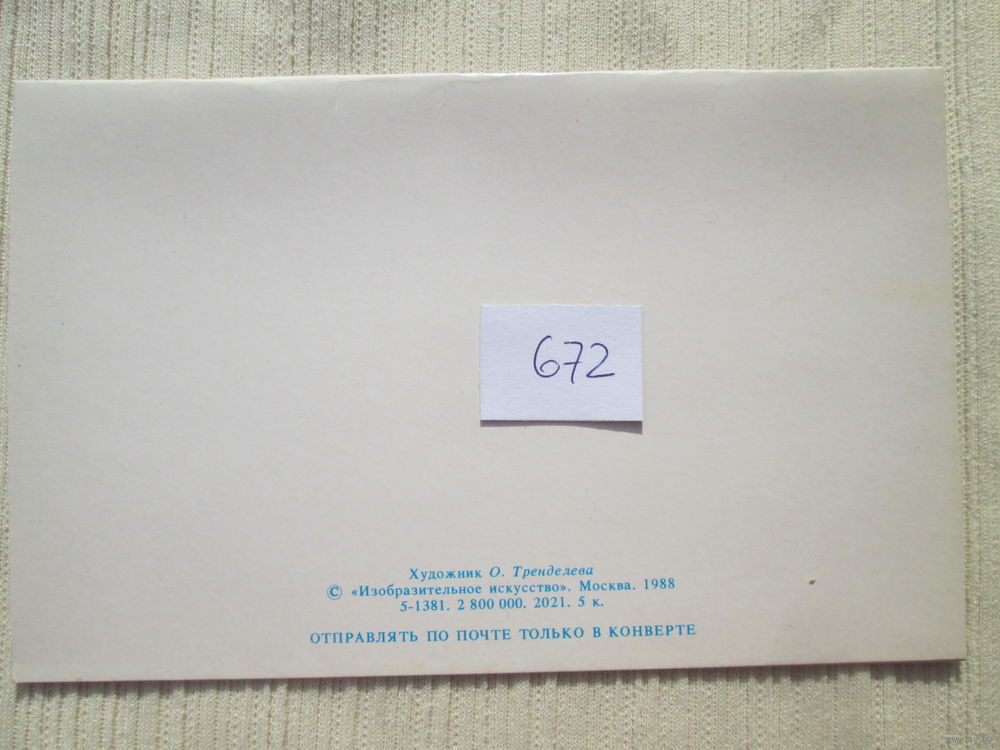 672
Художник О. Тренделева
© «Изобразительное искусство». Москва. 1988
5-1381. 2 800 000. 2021. 5 к.
ОТПРАВЛЯТЬ ПО ПОЧТЕ ТОЛЬКО В КОНВЕРТЕ